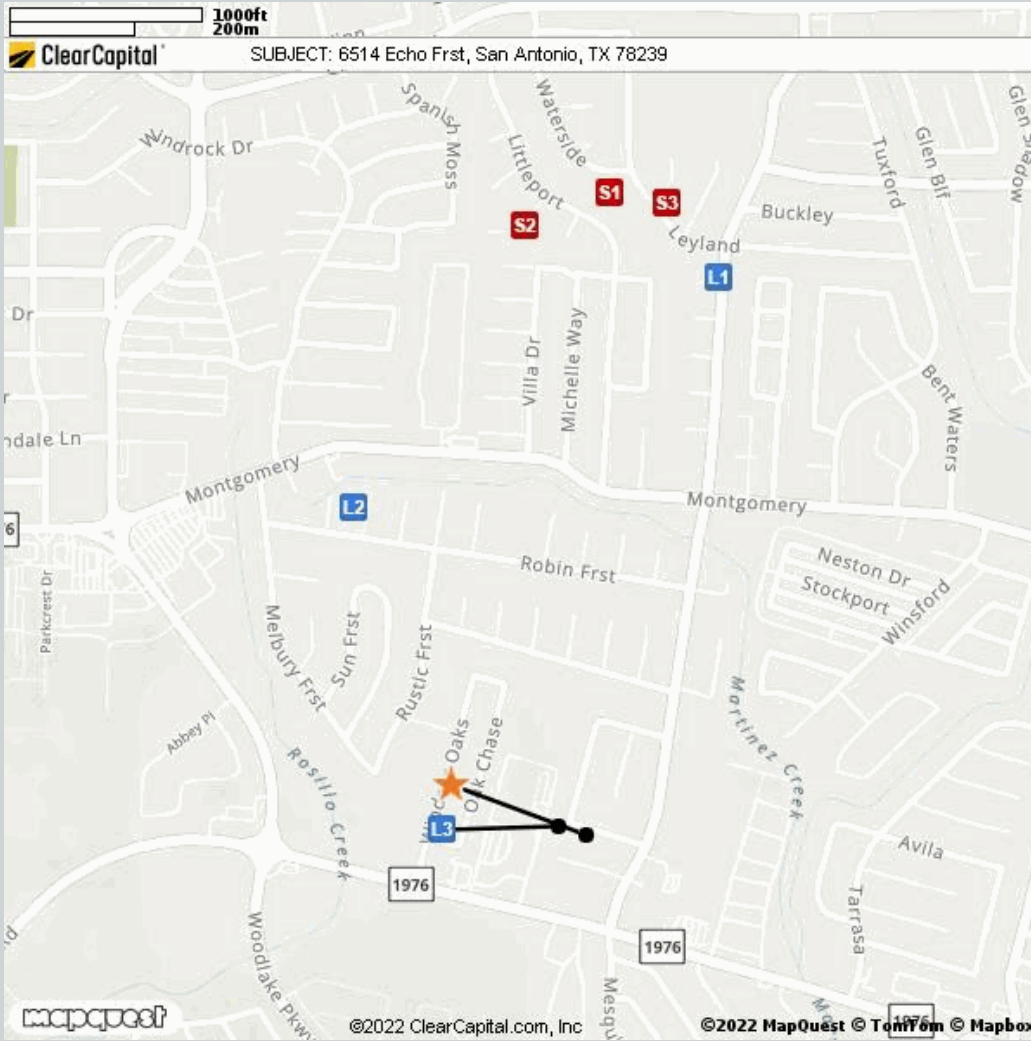 1000ft
200m
ClearCapital
SUBJECT: 6514 Echo Frst, San Antonio, TX 78239
Spanish Moss
Waterside
Windrock Dr
Littleport
Tuxford
Glen Blf
S1
S3
S2
Buckley
Leyland
L1
Dr
Villa Dr
Michelle Way
Bent Waters
Montgomery
L2
Montgomery
Robin Frst
Neston Dr
Stockport
Winsford
Parkcrest Dr
Melbury Frst
Sun Frst
Rustic Frst
Abbey Pl
Rosillo Creek
Oaks
Oak Chase
Martinez Creek
L3
1976
Avila
Tarrasa
1976
Woodlake Pkwy
1976
mapquest
©2022 ClearCapital.com, Inc
©2022 MapQuest © TomTom © Mapbox